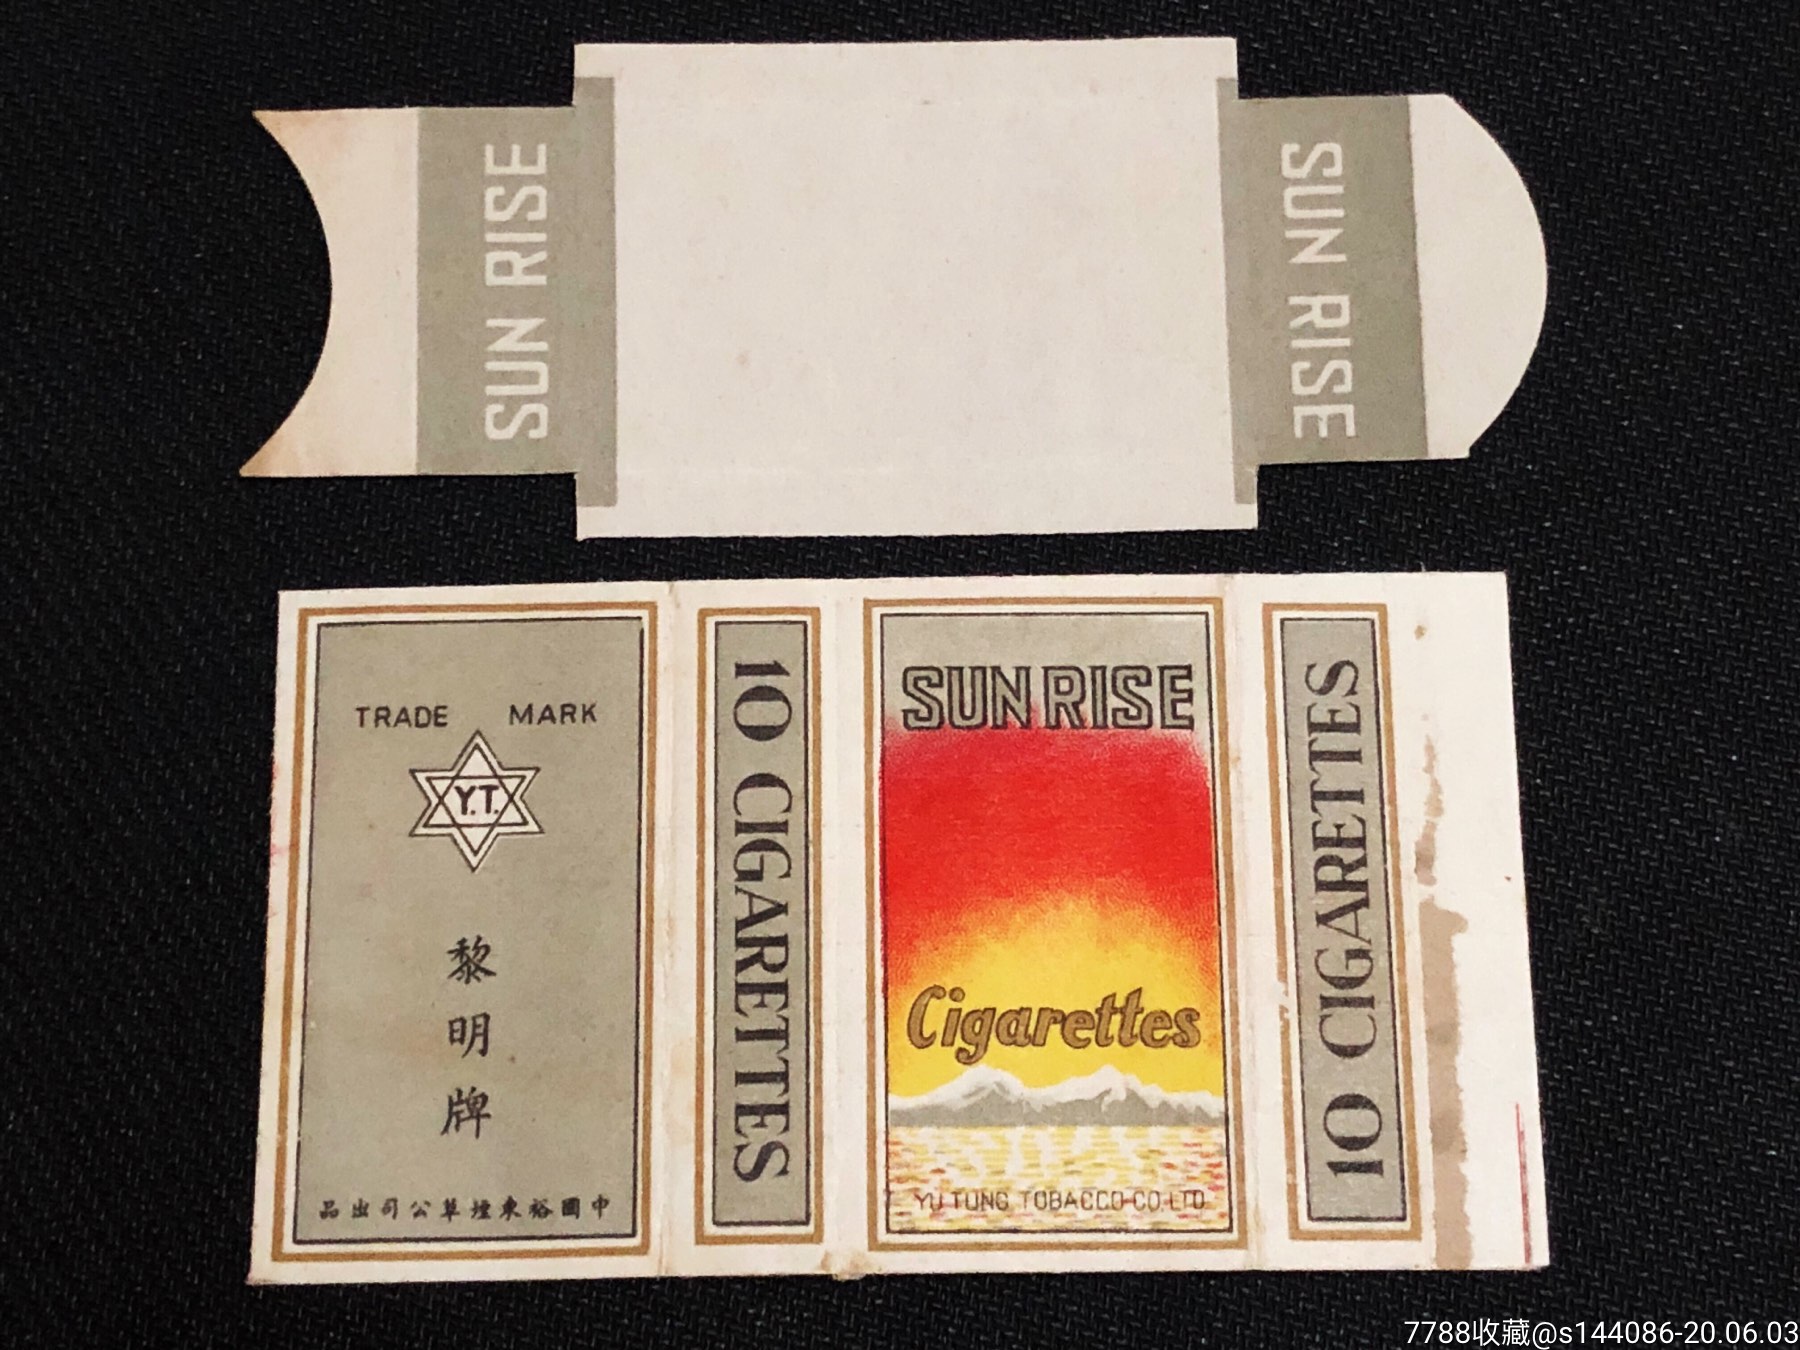 SUN RISE
SUN RISE
TRADE MARK
Y.T.
黎
明
牌
品出司公草煙東裕國中
10 CIGARETTES
SUN RISE
Cigarettes
YU TUNG TOBACCO CO. LTD.
10 CIGARETTES
7788收藏@s144086-20.06.03